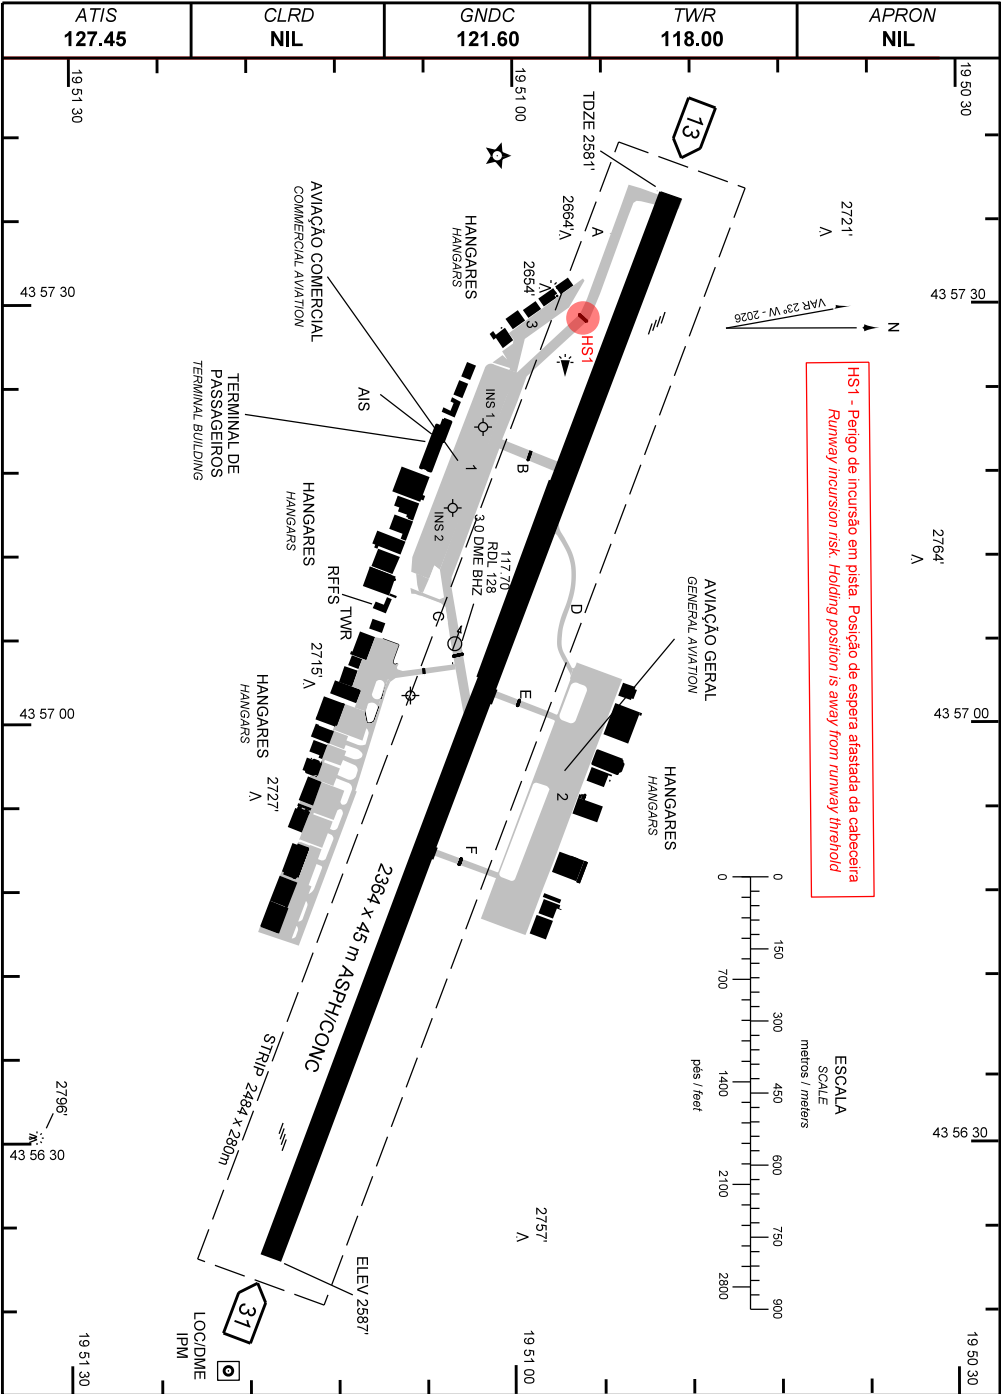 ATIS
127.45
CLRD
NIL
GNDC
121.60
TWR
118.00
APRON
NIL
19 51 30
19 51 00
19 50 30
13
TDZE 2581'
2721'
2664'
A
HANGARES
HANGARS
2654'
3
HS1
AVIAÇÃO COMERCIAL
COMMERCIAL AVIATION
43 57 30
43 57 30
VAR 23° W - 2026
N
HS1 - Perigo de incursão em pista. Posição de espera afastada da cabeceira
Runway incursion risk. Holding position is away from runway threhold
TERMINAL DE
PASSAGEIROS
TERMINAL BUILDING
AIS
INS 1
1
B
INS 2
117.70
RDL 128
3.0 DME BHZ
HANGARES
HANGARS
RFFS
TWR
C
D
2764'
AVIAÇÃO GERAL
GENERAL AVIATION
2715'
HANGARES
HANGARS
E
43 57 00
43 57 00
2727'
2
HANGARES
HANGARS
F
2364 x 45 m ASPH/CONC
STRIP 2484 x 280m
ESCALA
SCALE
metros / meters
0 150 300 450 600 750 900
0 700 1400 2100 2800
pés / feet
2796'
43 56 30
43 56 30
2757'
ELEV 2587'
31
LOC/DME
IPM
19 51 30
19 51 00
19 50 30